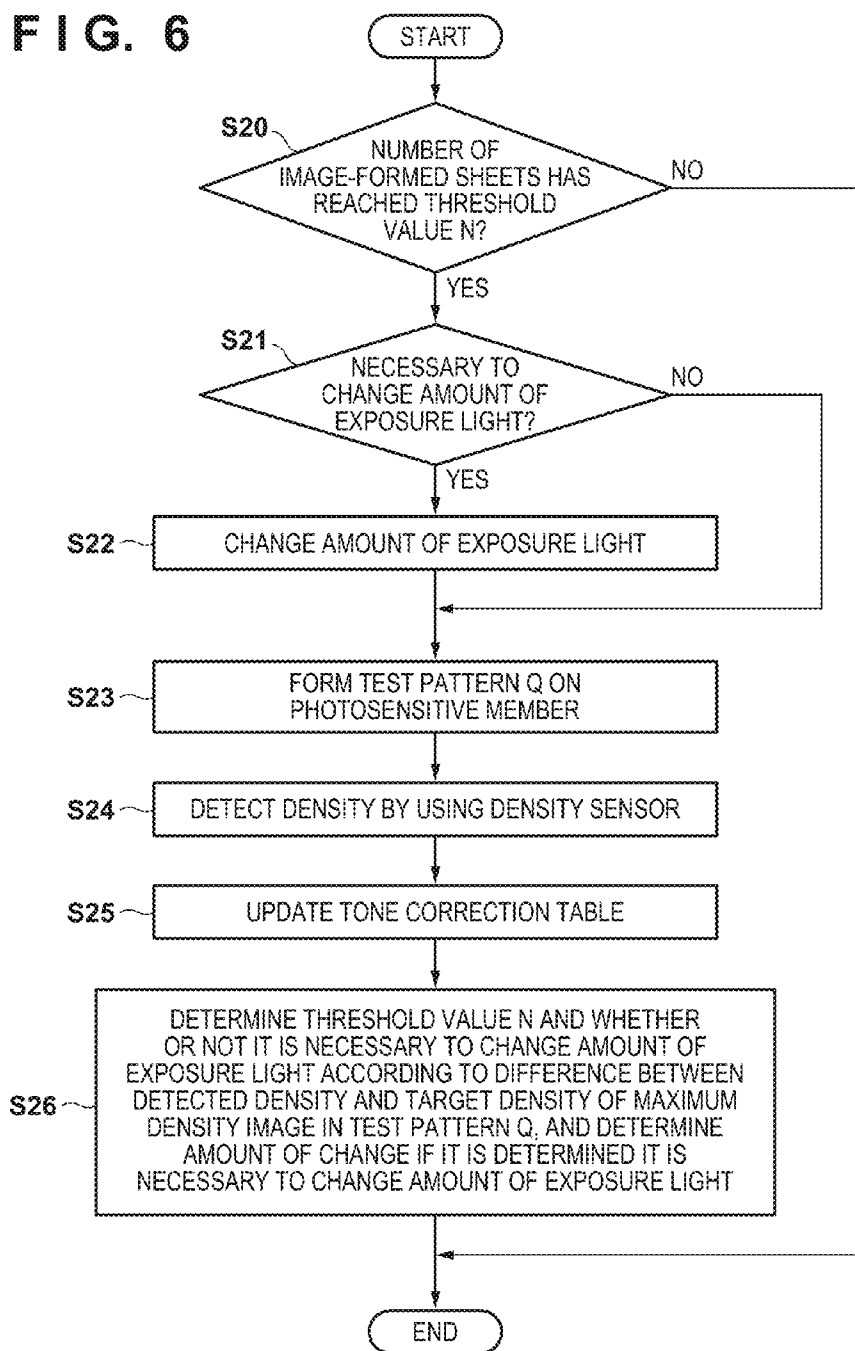 FIG. 6
START
S20
NUMBER OF
IMAGE-FORMED SHEETS HAS
REACHED THRESHOLD
VALUE N?
NO
YES
S21
NECESSARY TO
CHANGE AMOUNT OF
EXPOSURE LIGHT?
NO
YES
S22
CHANGE AMOUNT OF EXPOSURE LIGHT
S23
FORM TEST PATTERN Q ON
PHOTOSENSITIVE MEMBER
S24
DETECT DENSITY BY USING DENSITY SENSOR
S25
UPDATE TONE CORRECTION TABLE
S26
DETERMINE THRESHOLD VALUE N AND WHETHER
OR NOT IT IS NECESSARY TO CHANGE AMOUNT OF
EXPOSURE LIGHT ACCORDING TO DIFFERENCE BETWEEN
DETECTED DENSITY AND TARGET DENSITY OF MAXIMUM
DENSITY IMAGE IN TEST PATTERN Q, AND DETERMINE
AMOUNT OF CHANGE IF IT IS DETERMINED IT IS
NECESSARY TO CHANGE AMOUNT OF EXPOSURE LIGHT
END